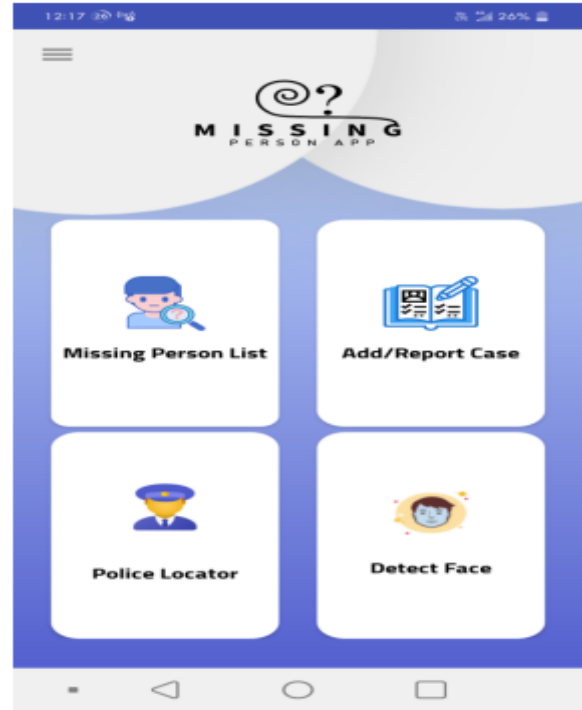 12:17
26%
?
MISSING
PERSON APP
Missing Person List
Add/Report Case
Police Locator
Detect Face